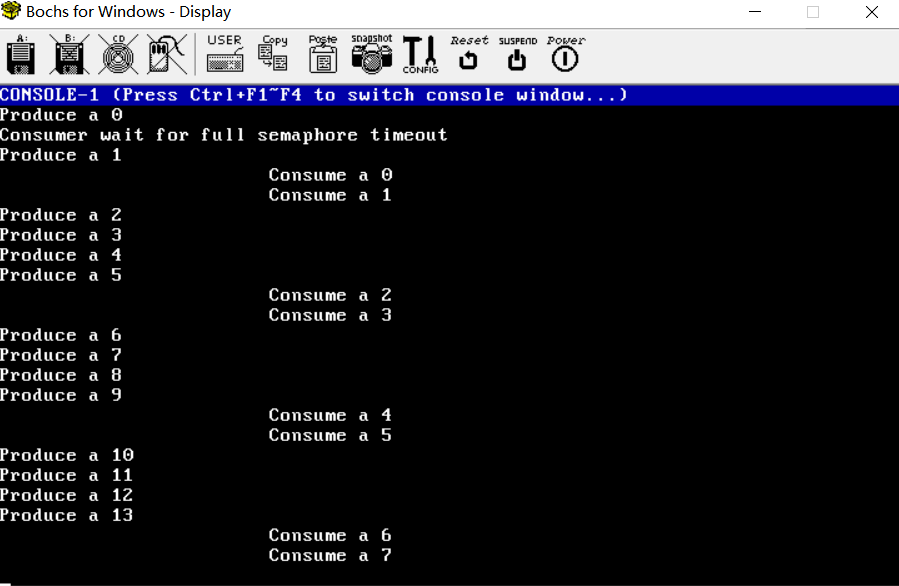 Bochs for Windows - Display
A: B: CD USER Copy Poste snapshot CONFIG Reset SUSPEND Power
CONSOLE-1 (Press Ctrl+F1~F4 to switch console window...)
Produce a 0
Consumer wait for full semaphore timeout
Produce a 1
Consume a 0
Consume a 1
Produce a 2
Produce a 3
Produce a 4
Produce a 5
Consume a 2
Consume a 3
Produce a 6
Produce a 7
Produce a 8
Produce a 9
Consume a 4
Consume a 5
Produce a 10
Produce a 11
Produce a 12
Produce a 13
Consume a 6
Consume a 7